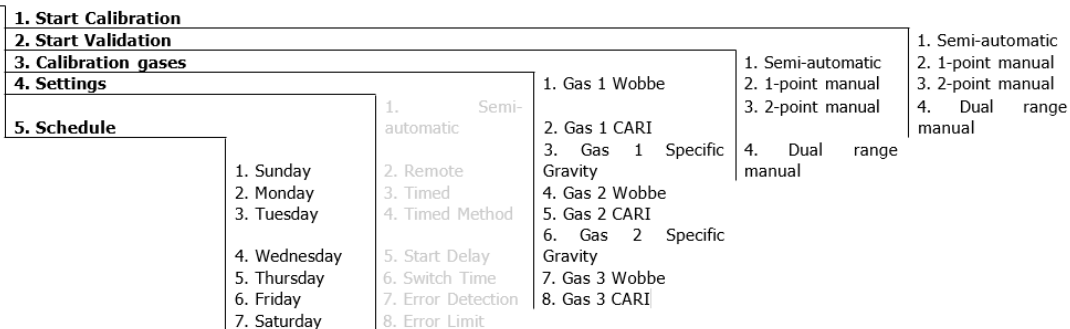 1. Start Calibration
2. Start Validation
3. Calibration gases
4. Settings
5. Schedule
1. Sunday
2. Monday
3. Tuesday
4. Wednesday
5. Thursday
6. Friday
7. Saturday
1. Semi-
automatic
2. Remote
3. Timed
4. Timed Method
5. Start Delay
6. Switch Time
7. Error Detection
8. Error Limit
1. Gas 1 Wobbe
2. Gas 1 CARI
3. Gas 1 Specific
Gravity
4. Gas 2 Wobbe
5. Gas 2 CARI
6. Gas 2 Specific
Gravity
7. Gas 3 Wobbe
8. Gas 3 CARI
1. Semi-automatic
2. 1-point manual
3. 2-point manual
4. Dual range
manual
1. Semi-automatic
2. 1-point manual
3. 2-point manual
4. Dual range
manual